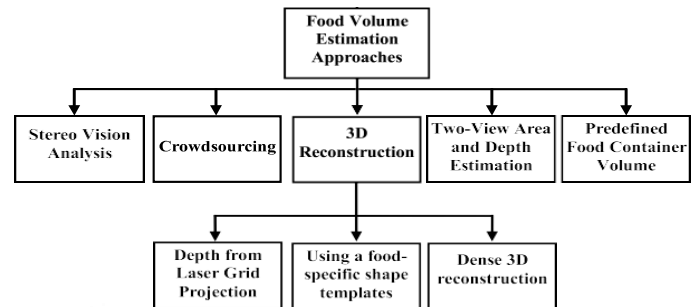 Food Volume
Estimation
Approaches
Stereo Vision
Analysis
Crowdsourcing
3D
Reconstruction
Two-View Area
and Depth
Estimation
Predefined
Food Container
Volume
Depth from
Laser Grid
Projection
Using a food-
specific shape
templates
Dense 3D
reconstruction